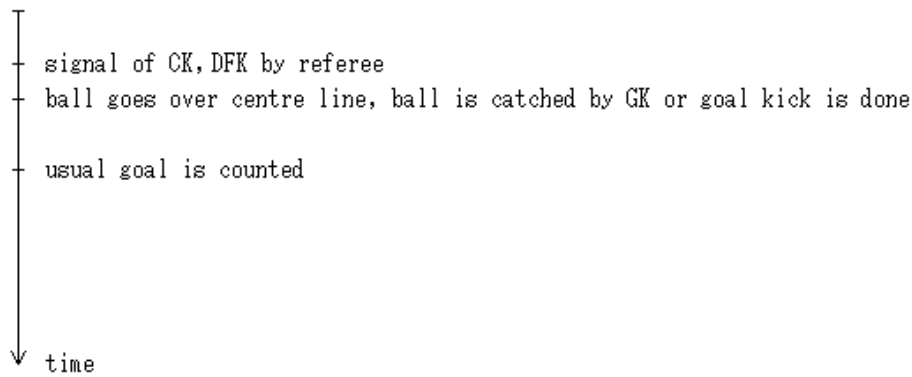 signal of CK,DFK by referee
ball goes over centre line, ball is catched by GK or goal kick is done
usual goal is counted
time